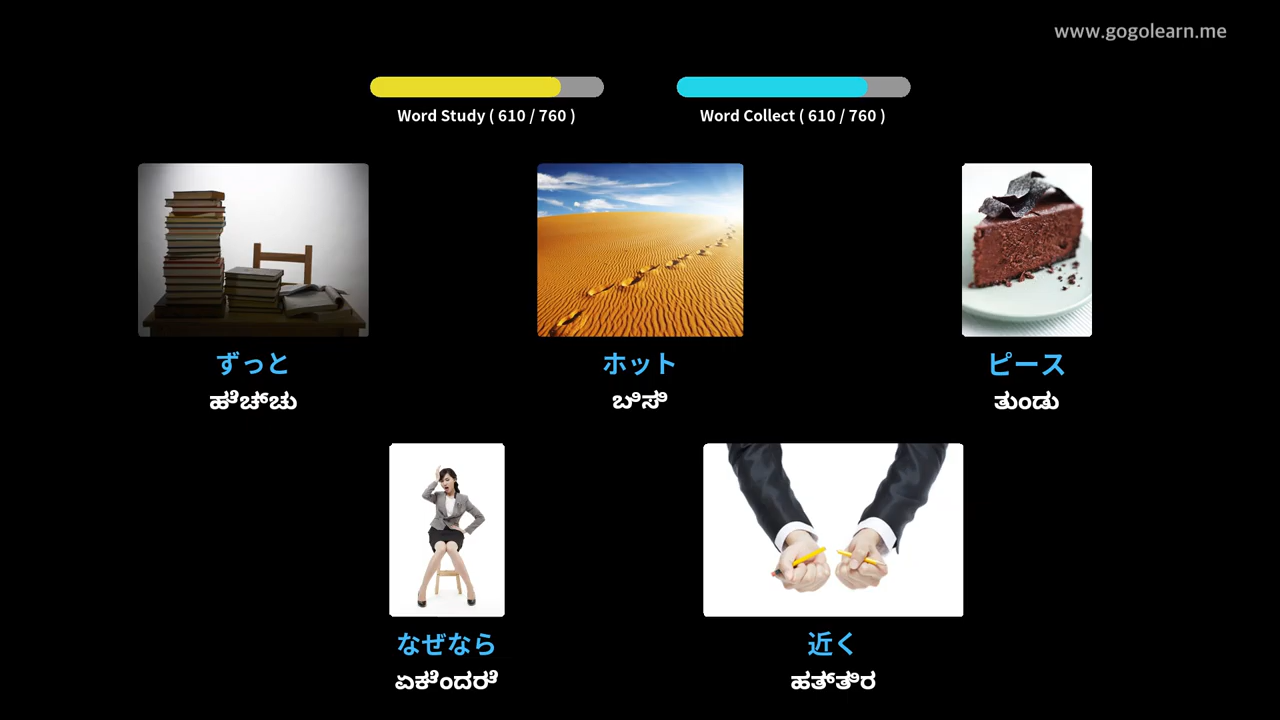 www.gogolearn.me
Word Study ( 610 / 760 )
Word Collect ( 610 / 760 )
ずっと
ಹೆಚ್ಚು
ホット
ಬಿಸಿ
ピース
ತುಂಡು
なぜなら
ಏಕೆಂದರೆ
近く
ಹತ್ತಿರ